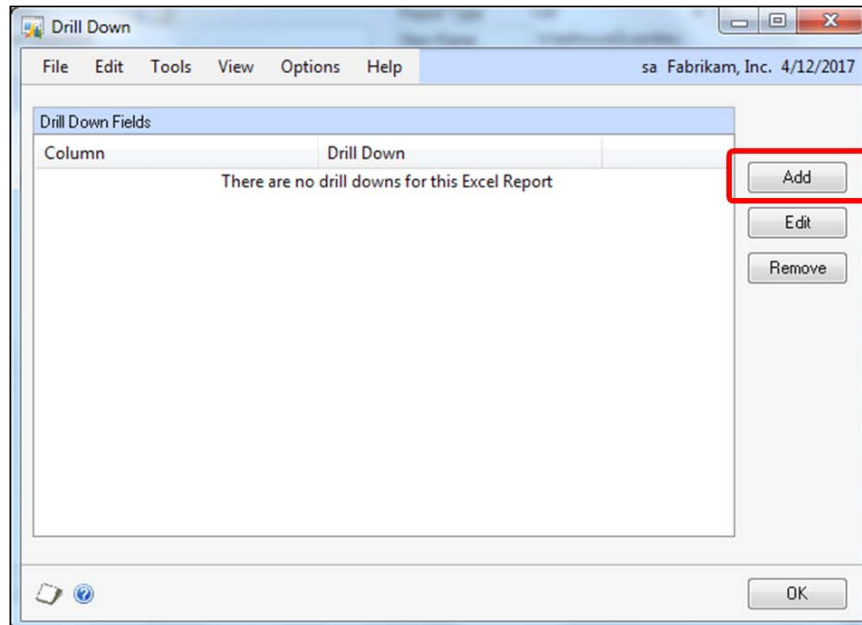 Drill Down
File Edit Tools View Options Help sa Fabrikam, Inc. 4/12/2017
Drill Down Fields
Column Drill Down
There are no drill downs for this Excel Report
Add
Edit
Remove
OK